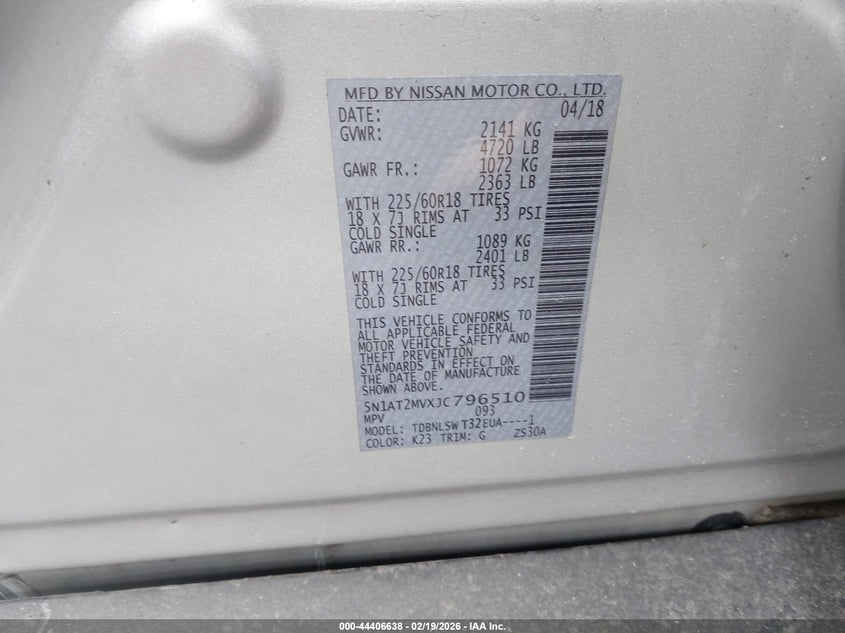 MFD BY NISSAN MOTOR CO., LTD.
DATE: 04/18
GVWR: 2141 KG
4720 LB
GAWR FR.: 1072 KG
2363 LB
WITH 225/60R18 TIRES
18 X 7J RIMS AT 33 PSI
COLD SINGLE
GAWR RR.: 1089 KG
2401 LB
WITH 225/60R18 TIRES
18 X 7J RIMS AT 33 PSI
COLD SINGLE
THIS VEHICLE CONFORMS TO
ALL APPLICABLE FEDERAL
MOTOR VEHICLE SAFETY AND
THEFT PREVENTION
STANDARDS IN EFFECT ON
THE DATE OF MANUFACTURE
SHOWN ABOVE.
5N1AT2MVXJC796510
MPV 093
MODEL: TDBNLSW T32EUA----1
COLOR: K23 TRIM: G ZS30A
000-44406638 - 02/19/2026 - IAA Inc.